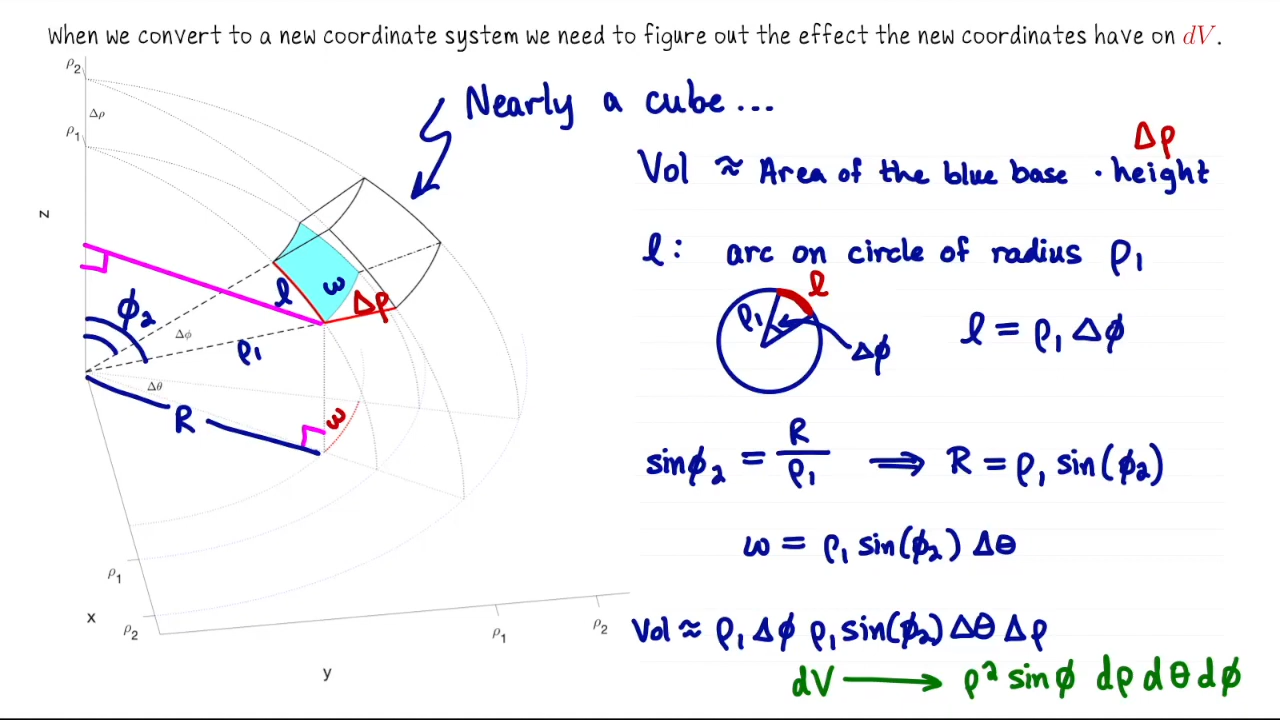 When we convert to a new coordinate system we need to figure out the effect the new coordinates have on dV.
ρ₂
Δρ
ρ₁
z
Nearly a cube...
Δρ
Vol ≈ Area of the blue base · height
l: arc on circle of radius ρ₁
l
ρ₁
Δϕ
l = ρ₁ Δϕ
ω
l
Δρ
ϕ₂
Δϕ
ρ₁
Δθ
R
ω
sinϕ₂ = R/ρ₁ ⟹ R = ρ₁ sin(ϕ₂)
ω = ρ₁ sin(ϕ₂) Δθ
Vol ≈ ρ₁ Δϕ ρ₁ sin(ϕ₂) Δθ Δρ
dV ⟶ ρ² sinϕ dρ dθ dϕ
ρ₁
x
ρ₂
ρ₁
ρ₂
y